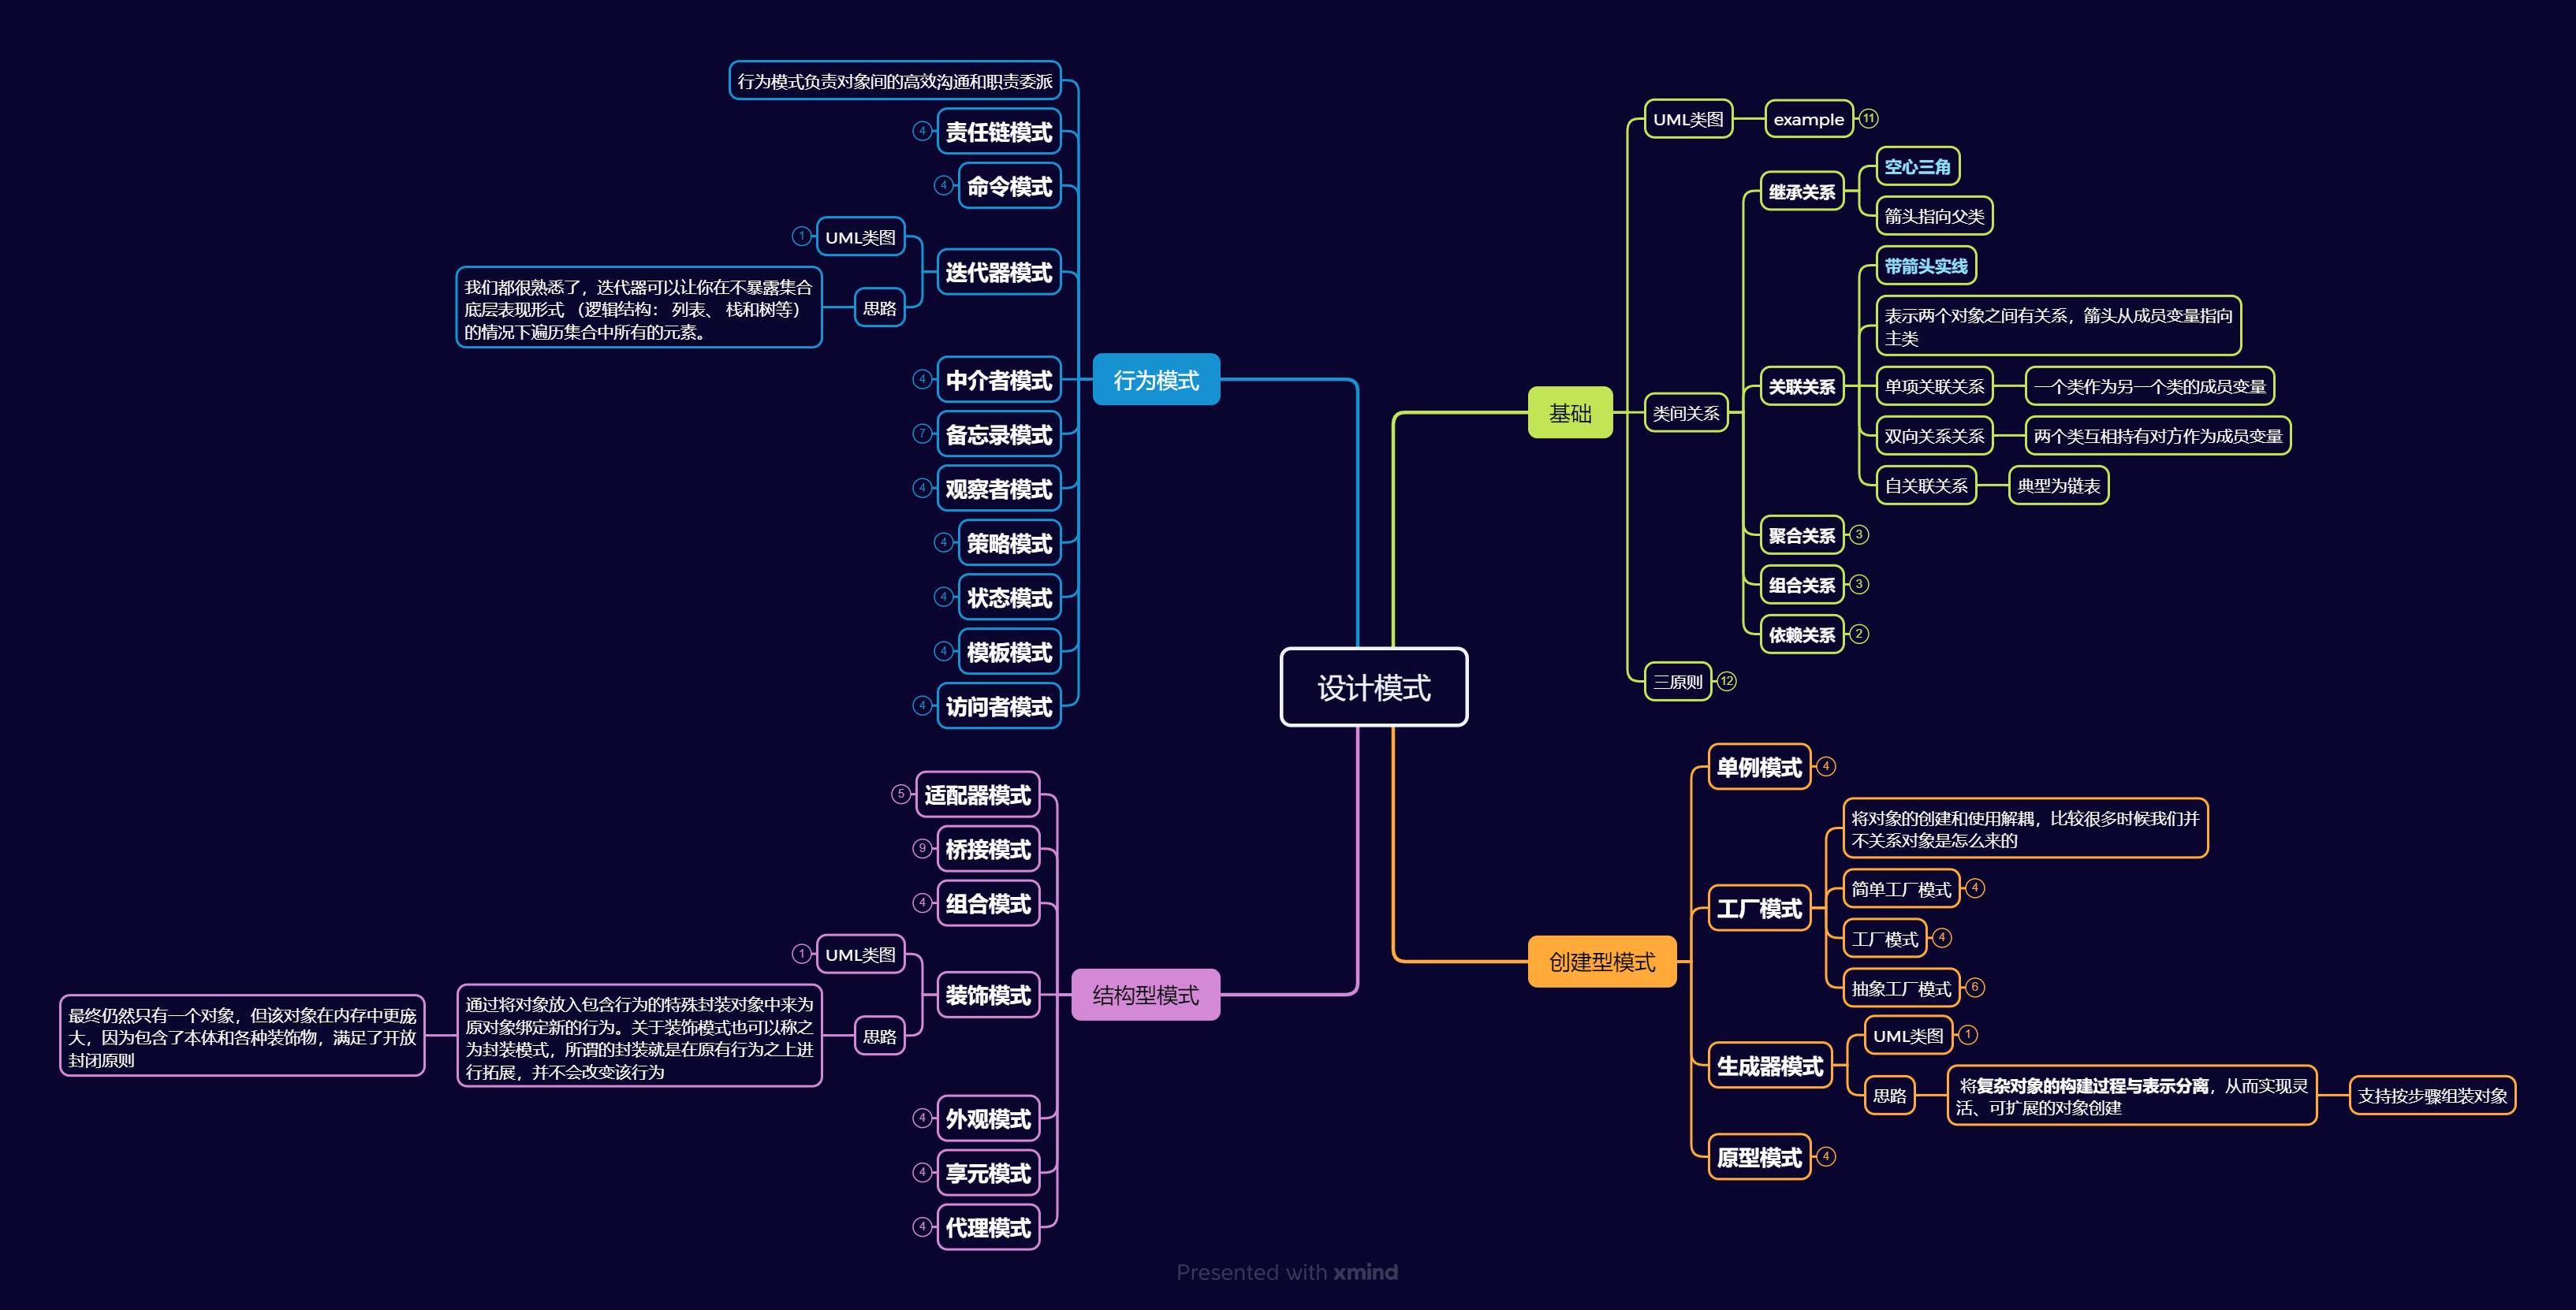 设计模式
行为模式
行为模式负责对象间的高效沟通和职责委派
责任链模式
4
命令模式
4
迭代器模式
UML类图
1
思路
我们都很熟悉了，迭代器可以让你在不暴露集合
底层表现形式 （逻辑结构： 列表、 栈和树等）
的情况下遍历集合中所有的元素。
中介者模式
4
备忘录模式
7
观察者模式
4
策略模式
4
状态模式
4
模板模式
4
访问者模式
4
结构型模式
适配器模式
5
桥接模式
9
组合模式
4
装饰模式
UML类图
1
思路
通过将对象放入包含行为的特殊封装对象中来为
原对象绑定新的行为。关于装饰模式也可以称之
为封装模式，所谓的封装就是在原有行为之上进
行拓展，并不会改变该行为
最终仍然只有一个对象，但该对象在内存中更庞
大，因为包含了本体和各种装饰物，满足了开放
封闭原则
外观模式
4
享元模式
4
代理模式
4
基础
UML类图
example
11
类间关系
继承关系
空心三角
箭头指向父类
关联关系
带箭头实线
表示两个对象之间有关系，箭头从成员变量指向
主类
单项关联关系
一个类作为另一个类的成员变量
双向关系关系
两个类互相持有对方作为成员变量
自关联关系
典型为链表
聚合关系
3
组合关系
3
依赖关系
2
三原则
12
创建型模式
单例模式
4
工厂模式
将对象的创建和使用解耦，比较很多时候我们并
不关系对象是怎么来的
简单工厂模式
4
工厂模式
4
抽象工厂模式
6
生成器模式
UML类图
1
思路
将复杂对象的构建过程与表示分离，从而实现灵
活、可扩展的对象创建
支持按步骤组装对象
原型模式
4
Presented with xmind